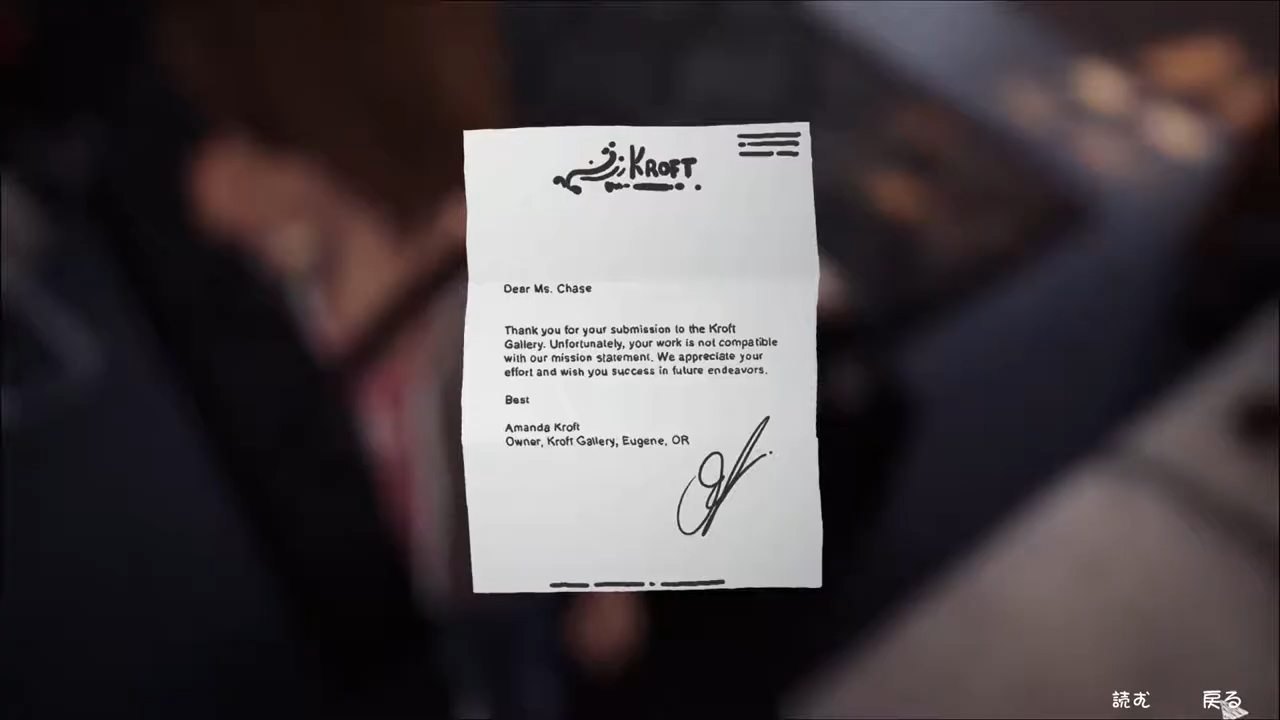 KROFT
Dear Ms. Chase
Thank you for your submission to the Kroft
Gallery. Unfortunately, your work is not compatible
with our mission statement. We appreciate your
effort and wish you success in future endeavors.
Best
Amanda Kroft
Owner, Kroft Gallery, Eugene, OR
読む 戻る